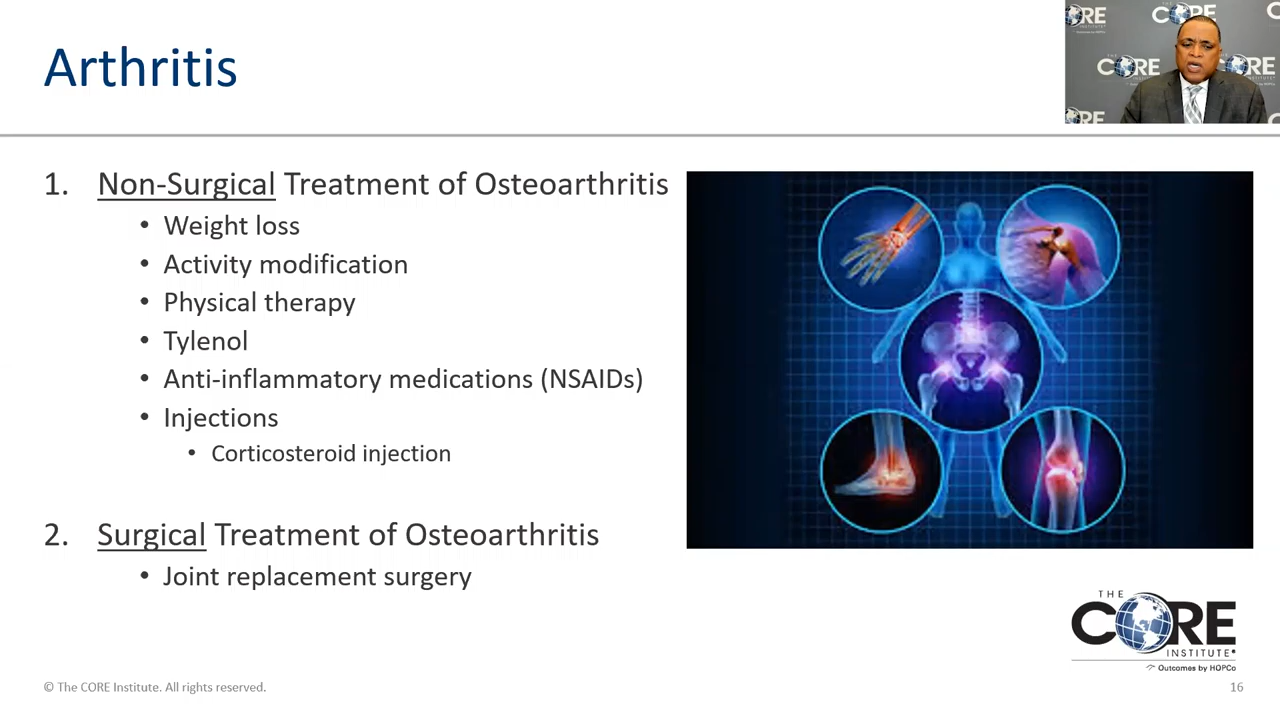 Arthritis
1. Non-Surgical Treatment of Osteoarthritis
• Weight loss
• Activity modification
• Physical therapy
• Tylenol
• Anti-inflammatory medications (NSAIDs)
• Injections
• Corticosteroid injection
2. Surgical Treatment of Osteoarthritis
• Joint replacement surgery
THE
CORE
INSTITUTE®
Outcomes by HOPCo
© The CORE Institute. All rights reserved.
16